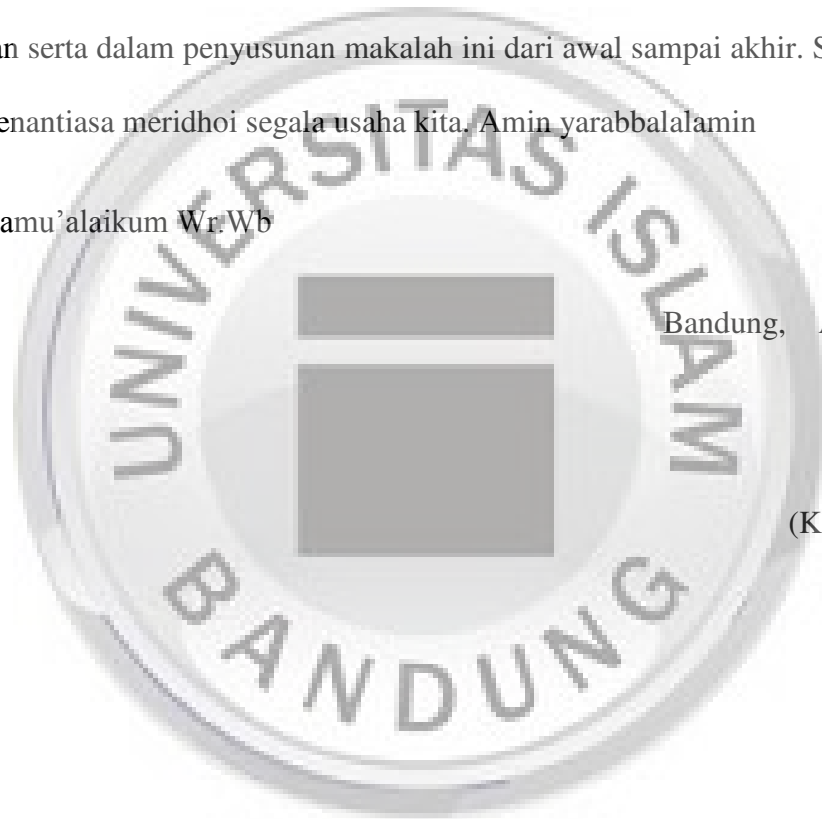 an serta dalam penyusunan makalah ini dari awal sampai akhir. S
enantiasa meridhoi segala usaha kita. Amin yarabbalalamin
amu’alaikum Wr.Wb
Bandung,
(K
UNIVERSITAS ISLAM
BANDUNG